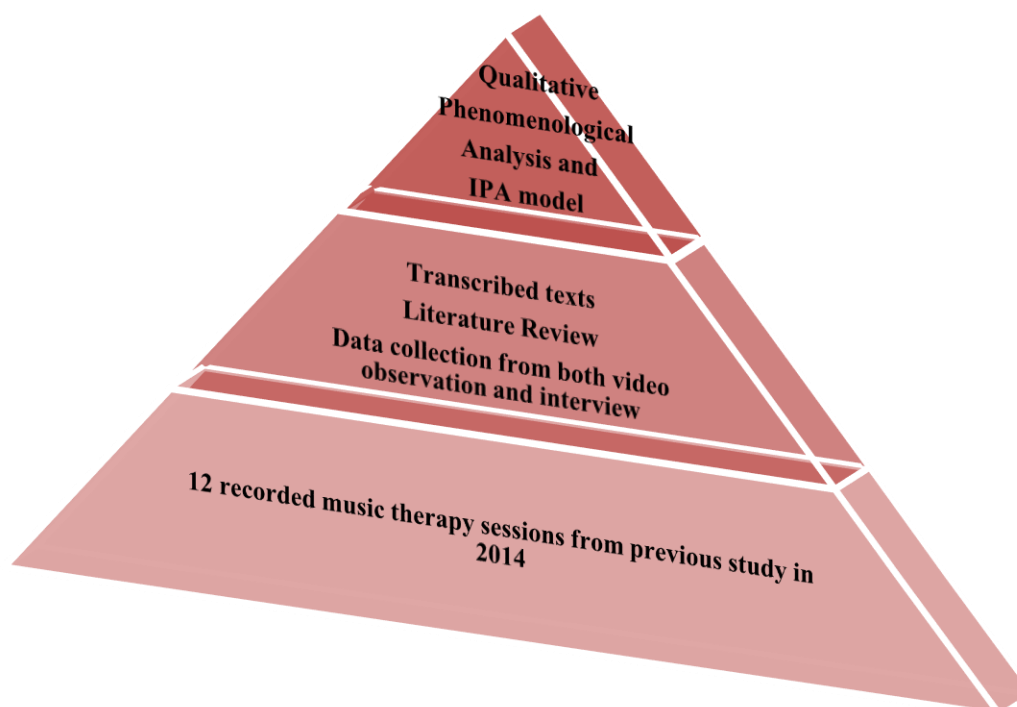 Qualitative
Phenomenological
Analysis and
IPA model
Transcribed texts
Literature Review
Data collection from both video
observation and interview
12 recorded music therapy sessions from previous study in
2014